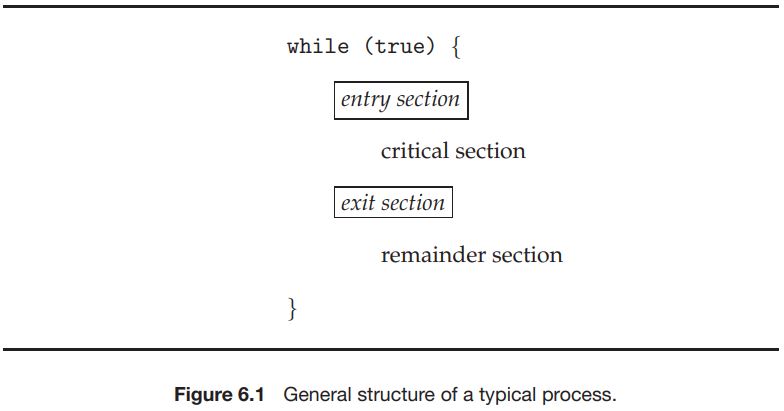 while (true) {
entry section
critical section
exit section
remainder section
}
Figure 6.1 General structure of a typical process.